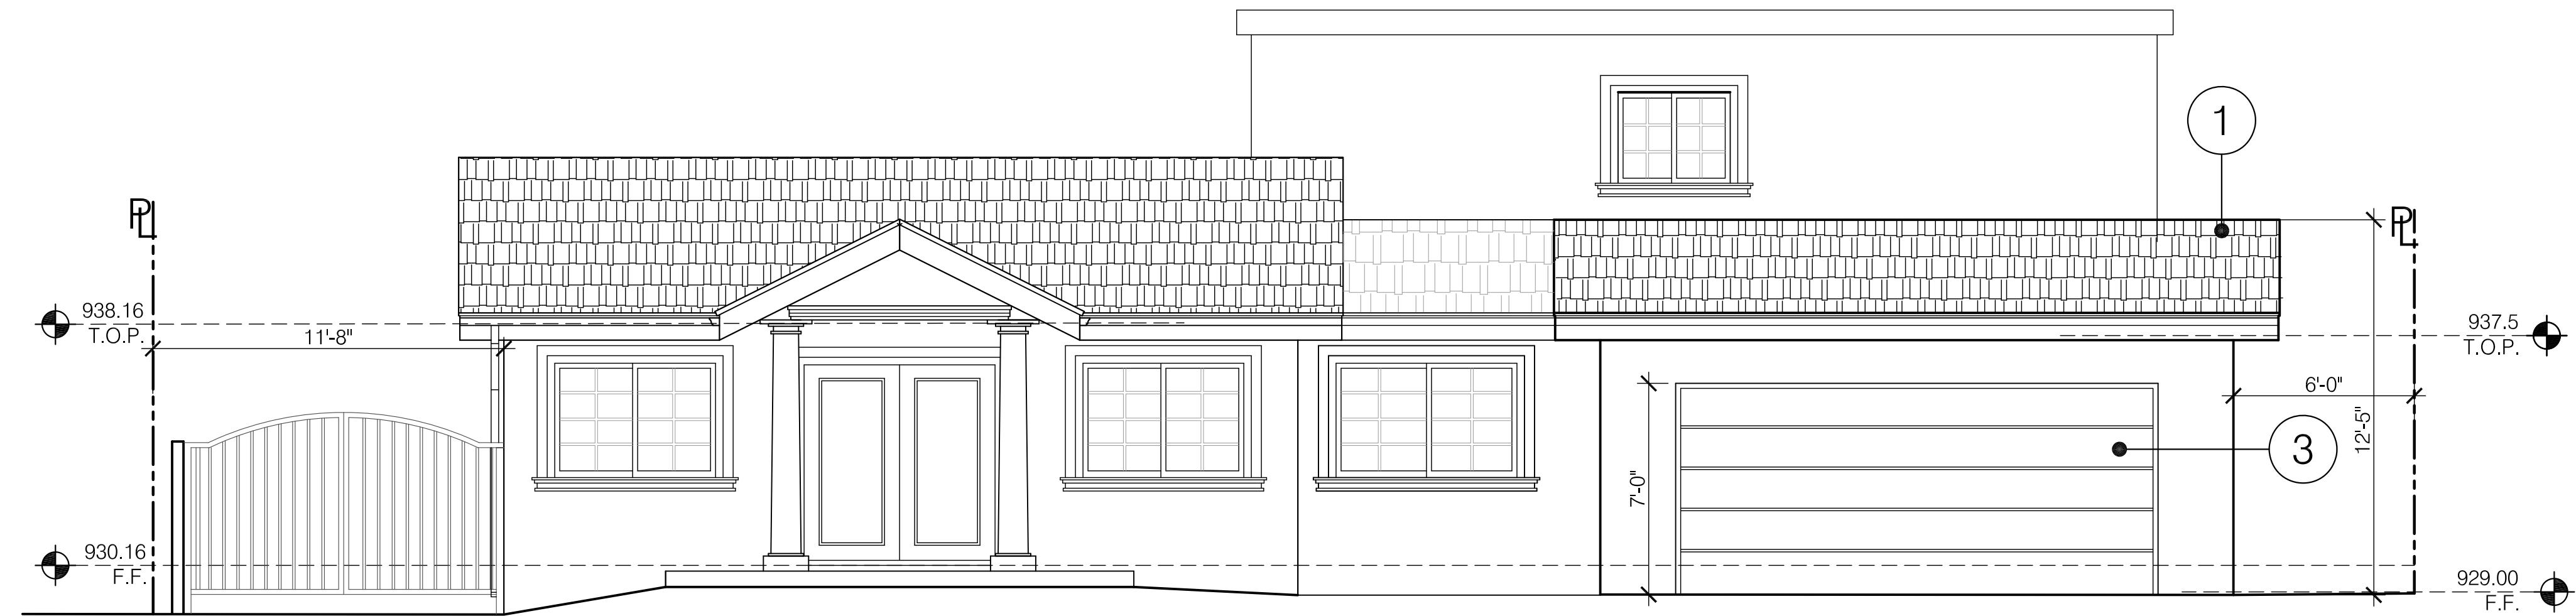 1
PL
PL
938.16
T.O.P.
11'-8"
937.5
T.O.P.
6'-0"
12'-5"
3
7'-0"
930.16
F.F.
929.00
F.F.